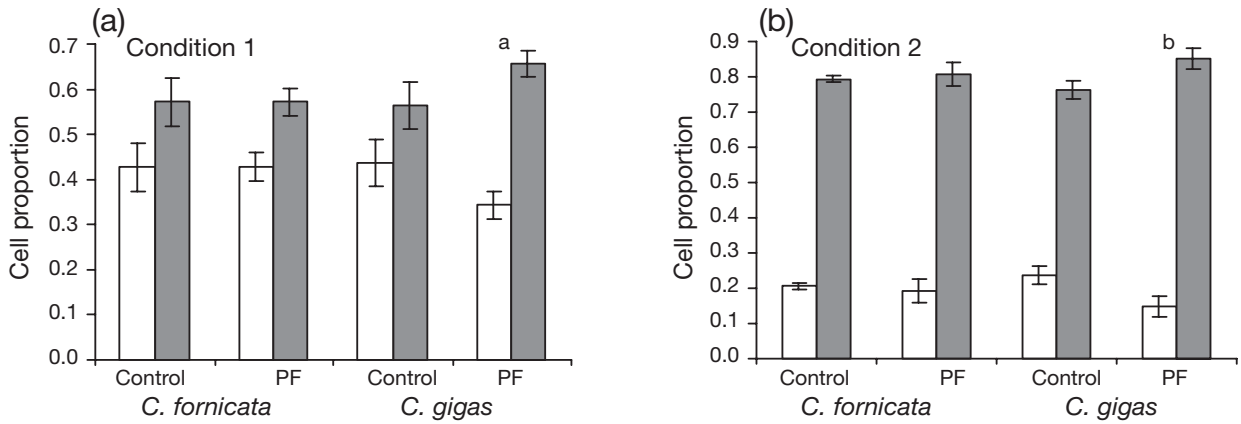 (a)
Condition 1
a
Cell proportion
0.7
0.6
0.5
0.4
0.3
0.2
0.1
0.0
Control PF Control PF
C. fornicata C. gigas
(b)
Condition 2
b
Cell proportion
0.9
0.8
0.7
0.6
0.5
0.4
0.3
0.2
0.1
0.0
Control PF Control PF
C. fornicata C. gigas